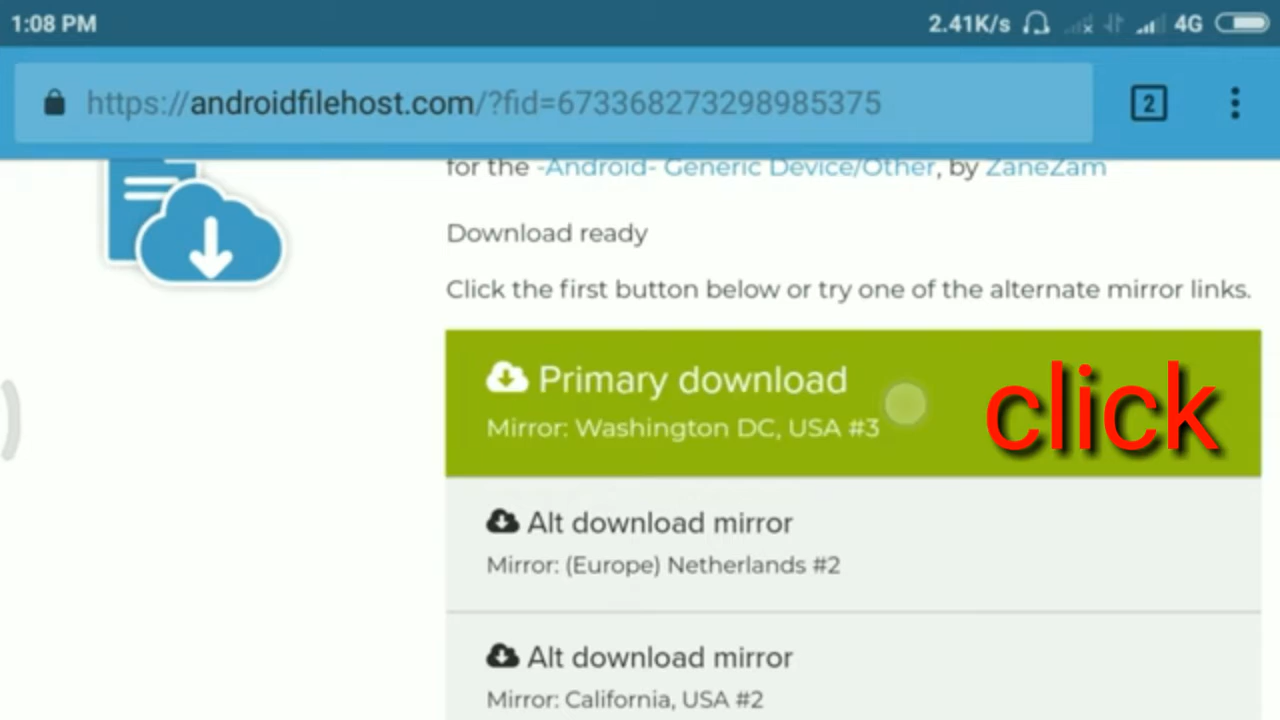 1:08 PM
2.41K/s 4G
https://androidfilehost.com/?fid=673368273298985375
2
for the -Android- Generic Device/Other, by ZaneZam
Download ready
Click the first button below or try one of the alternate mirror links.
Primary download
Mirror: Washington DC, USA #3
click
Alt download mirror
Mirror: (Europe) Netherlands #2
Alt download mirror
Mirror: California, USA #2